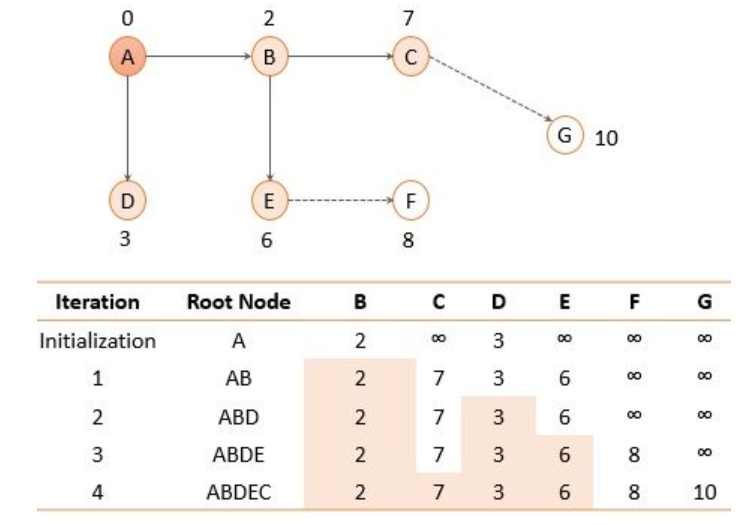 0 2 7
A B C
G 10
D E F
3 6 8
Iteration Root Node B C D E F G
Initialization A 2 ∞ 3 ∞ ∞ ∞
1 AB 2 7 3 6 ∞ ∞
2 ABD 2 7 3 6 ∞ ∞
3 ABDE 2 7 3 6 8 ∞
4 ABDEC 2 7 3 6 8 10